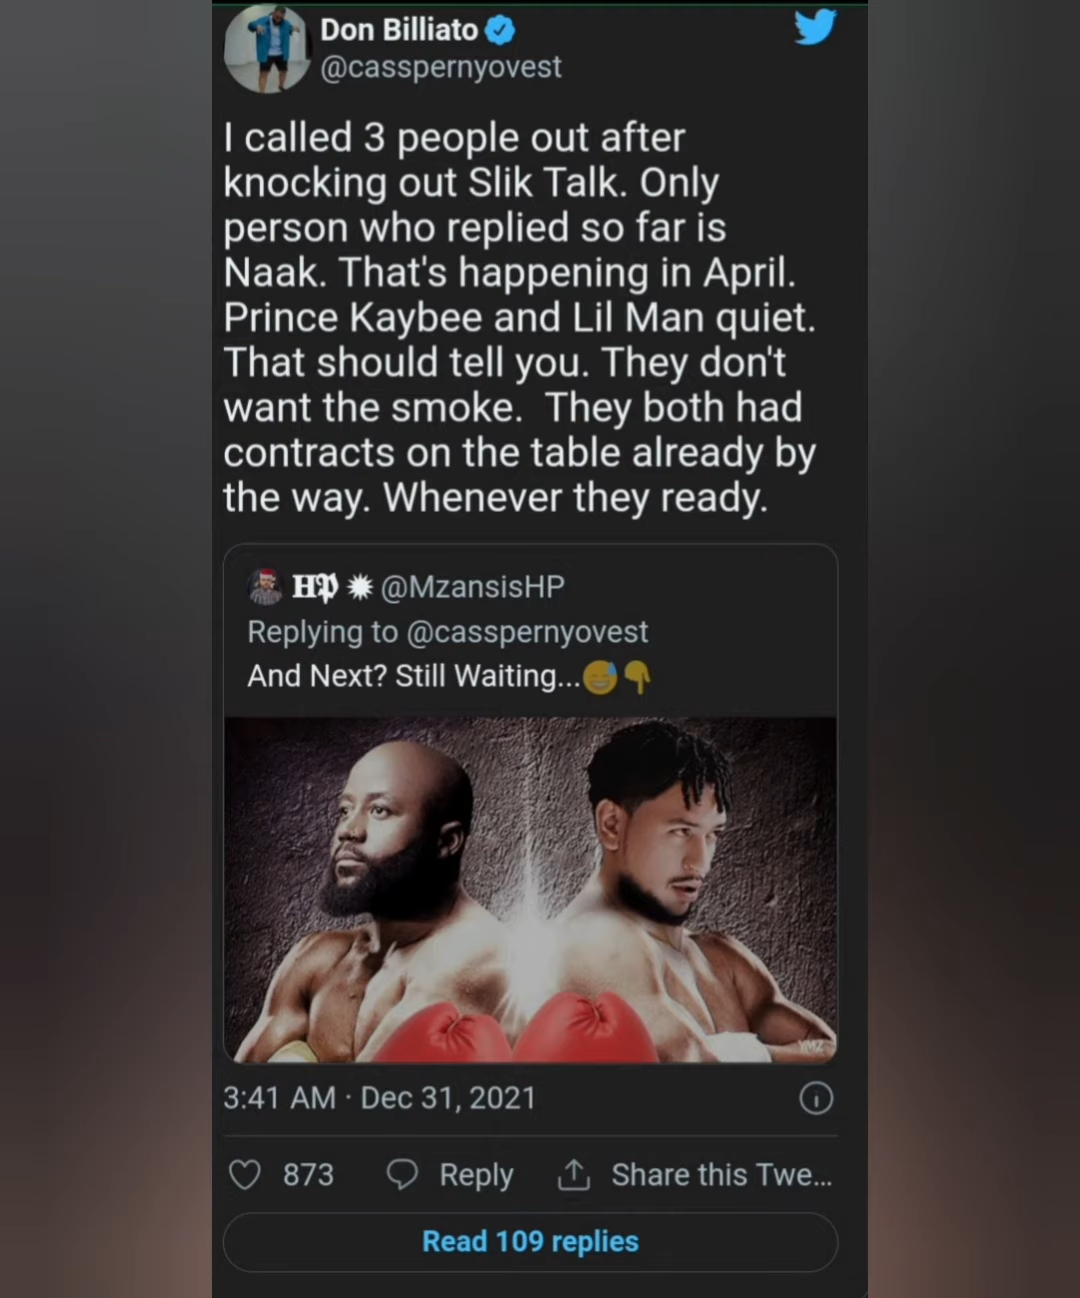 Don Billiato
@casspernyovest
I called 3 people out after
knocking out Slik Talk. Only
person who replied so far is
Naak. That's happening in April.
Prince Kaybee and Lil Man quiet.
That should tell you. They don't
want the smoke.  They both had
contracts on the table already by
the way. Whenever they ready.
HP @MzansisHP
Replying to @casspernyovest
And Next? Still Waiting...😅👇
YMZ
3:41 AM · Dec 31, 2021
873 Reply Share this Twe...
Read 109 replies